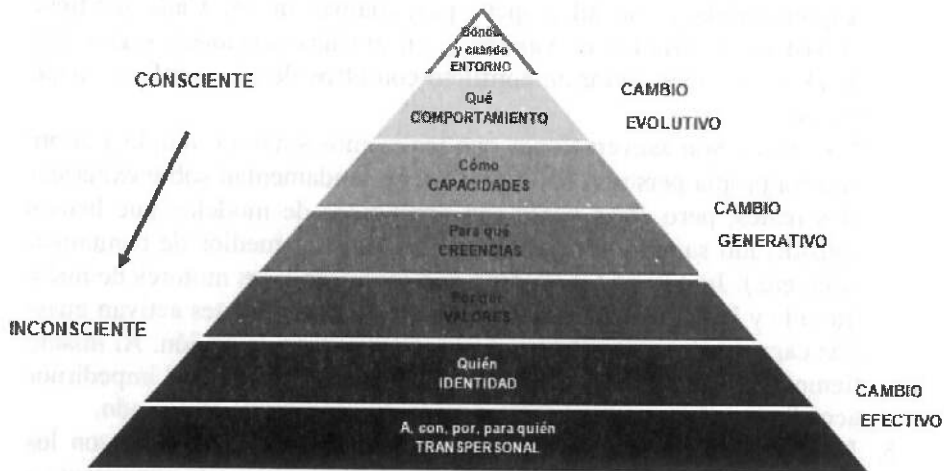 Dónde
y cuando
ENTORNO
CONSCIENTE
Qué
COMPORTAMIENTO
CAMBIO
EVOLUTIVO
Cómo
CAPACIDADES
CAMBIO
GENERATIVO
Para qué
CREENCIAS
Por qué
VALORES
INCONSCIENTE
Quién
IDENTIDAD
CAMBIO
EFECTIVO
A, con, por, para quién
TRANSPERSONAL